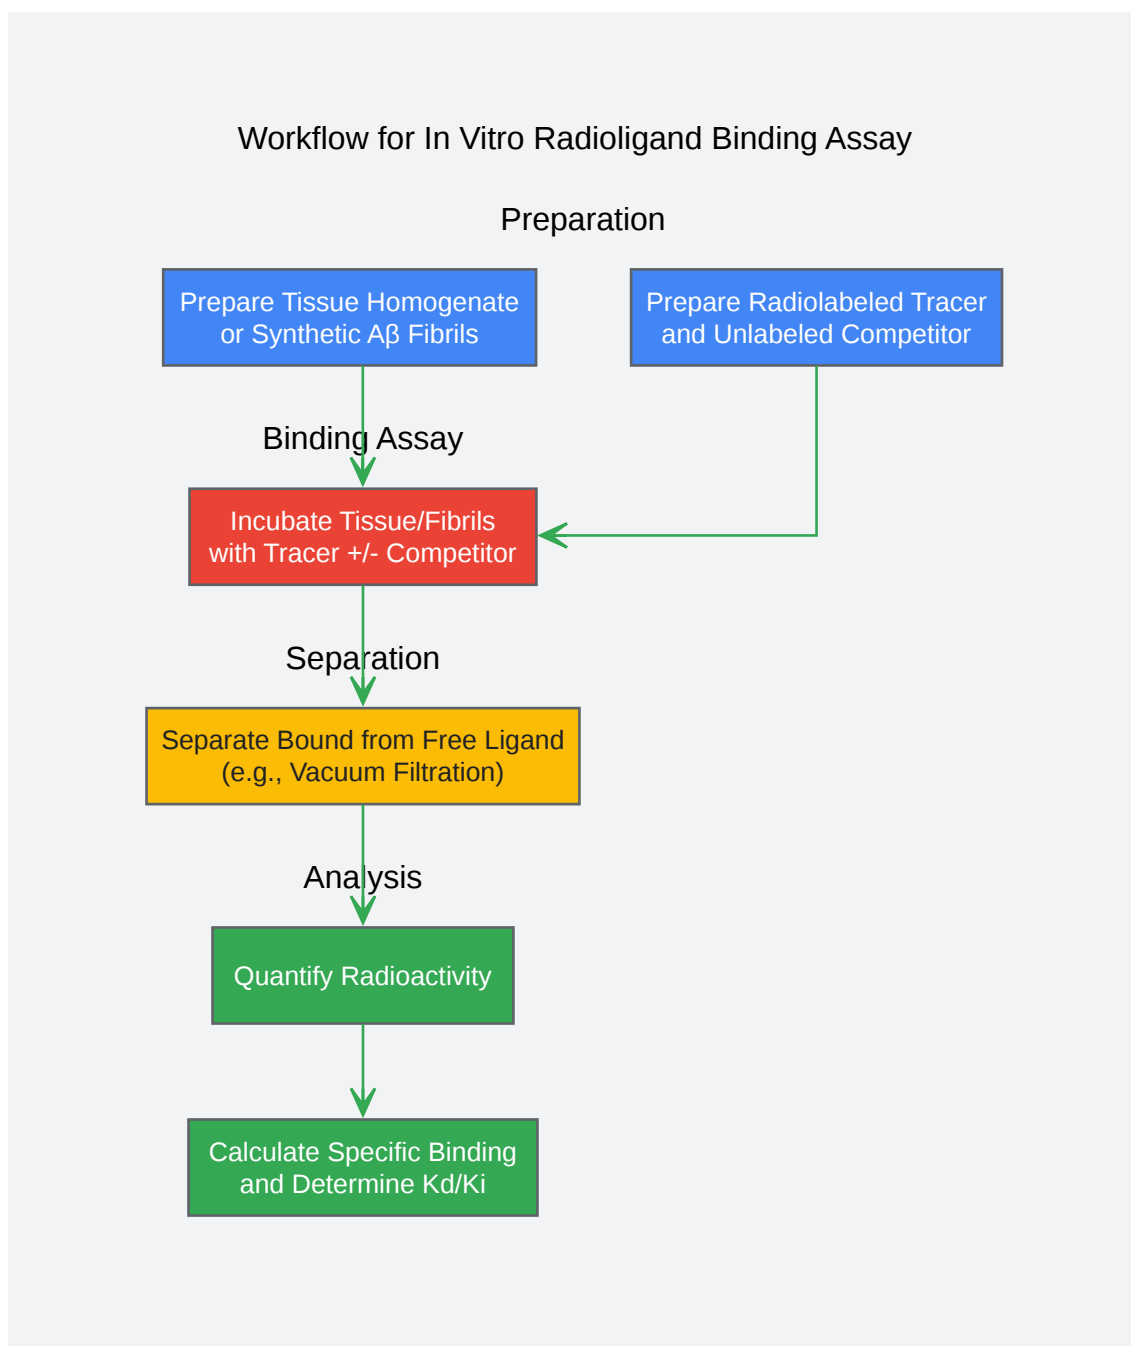 Workflow for In Vitro Radioligand Binding Assay
Preparation
Prepare Tissue Homogenate
or Synthetic Aβ Fibrils
Prepare Radiolabeled Tracer
and Unlabeled Competitor
Binding Assay
Incubate Tissue/Fibrils
with Tracer +/- Competitor
Separation
Separate Bound from Free Ligand
(e.g., Vacuum Filtration)
Analysis
Quantify Radioactivity
Calculate Specific Binding
and Determine Kd/Ki